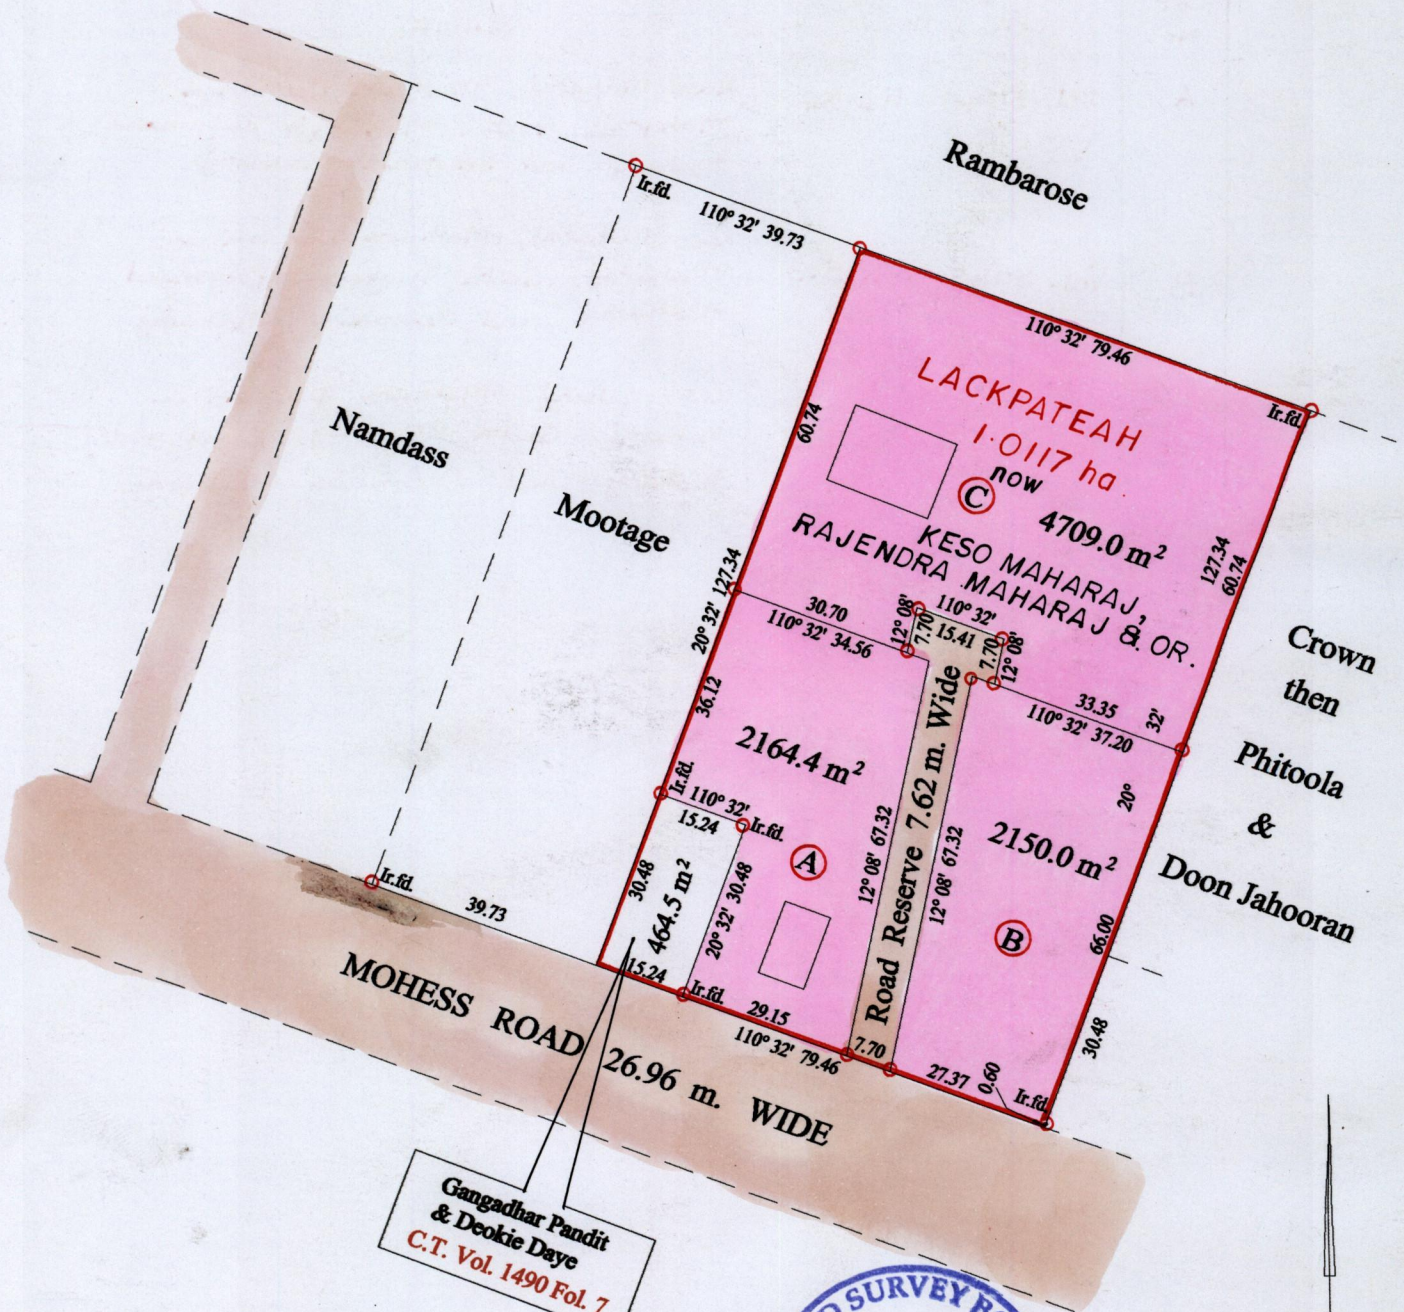 Rambarose
Ir.fd.
110° 32' 39.73
110° 32' 79.46
Ir.fd.
LACKPATEAH
1.0117 ha.
now
C
4709.0 m²
KESO MAHARAJ,
RAJENDRA MAHARAJ & OR.
60.74
127.34
20° 32'
36.12
127.34
60.74
Namdass
Mootage
30.70
110° 32' 34.56
12° 08'
7.70
110° 32'
15.41
7.70
12° 08'
33.35
110° 32' 37.20
32'
20°
66.00
30.48
Crown
then
Phitoola
&
Doon Jahooran
2164.4 m²
Ir.fd.
110° 32'
15.24
Ir.fd.
30.48
464.5 m²
20° 32' 30.48
A
12° 08' 67.32
Road Reserve 7.62 m. Wide
12° 08' 67.32
2150.0 m²
B
Ir.fd.
39.73
15.24
Ir.fd.
29.15
110° 32' 79.46
7.70
27.37
0.60
Ir.fd.
MOHESS ROAD 26.96 m. WIDE
Gangadhar Pandit
& Deokie Daye
C.T. Vol. 1490 Fol. 7
SURVEY